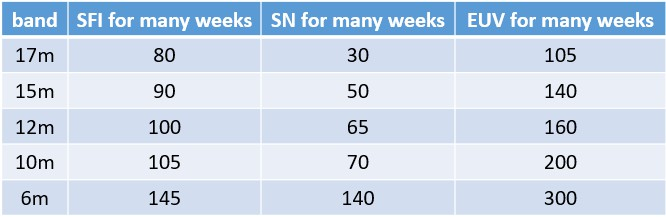 band SFI for many weeks SN for many weeks EUV for many weeks
17m 80 30 105
15m 90 50 140
12m 100 65 160
10m 105 70 200
6m 145 140 300